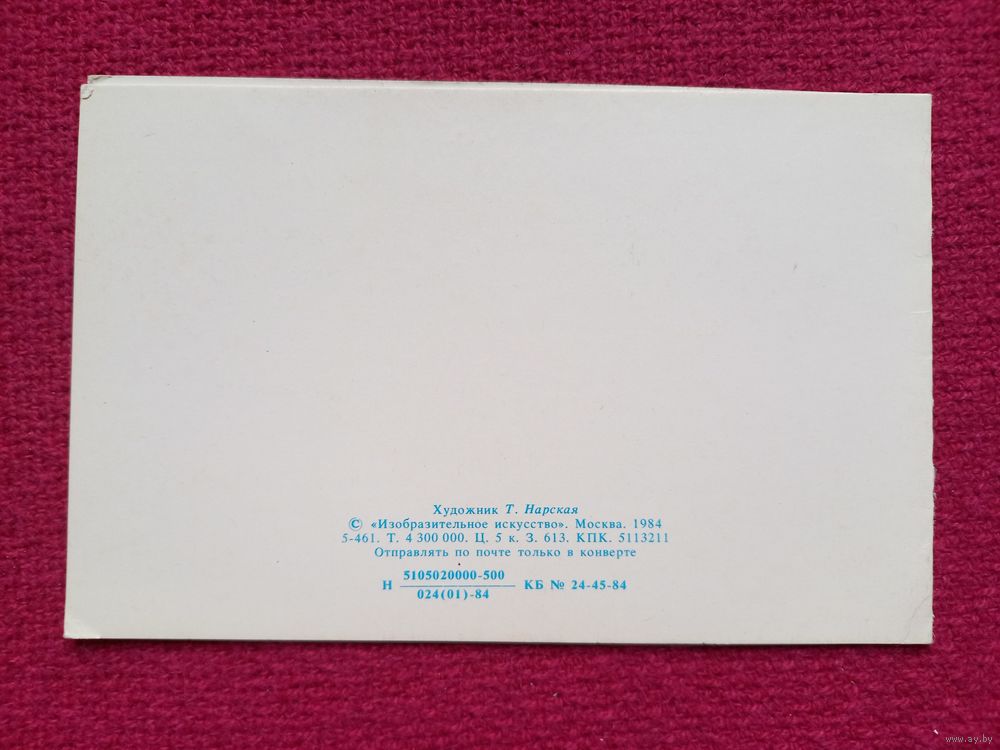 Художник Т. Нарская
© «Изобразительное искусство». Москва. 1984
5-461. Т. 4 300 000. Ц. 5 к. З. 613. КПК. 5113211
Отправлять по почте только в конверте
5105020000-500
Н КБ № 24-45-84
024(01)-84
www.ay.by